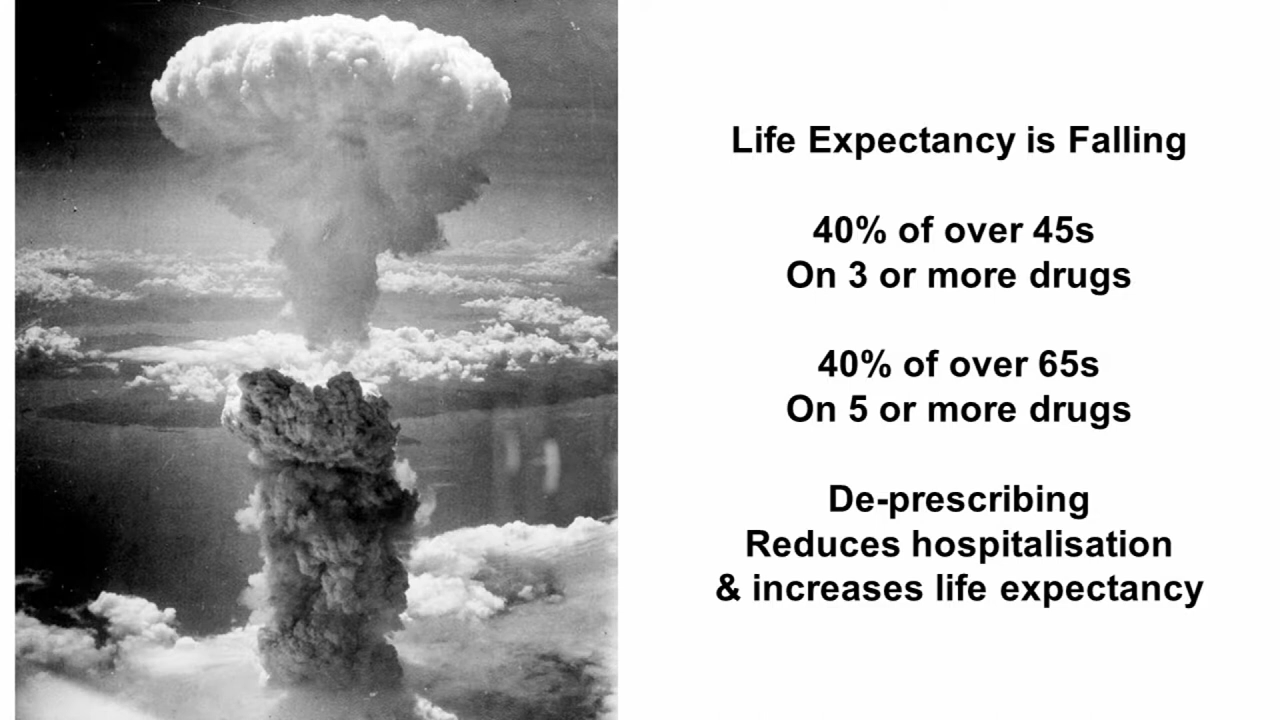 Life Expectancy is Falling
40% of over 45s
On 3 or more drugs
40% of over 65s
On 5 or more drugs
De-prescribing
Reduces hospitalisation
& increases life expectancy